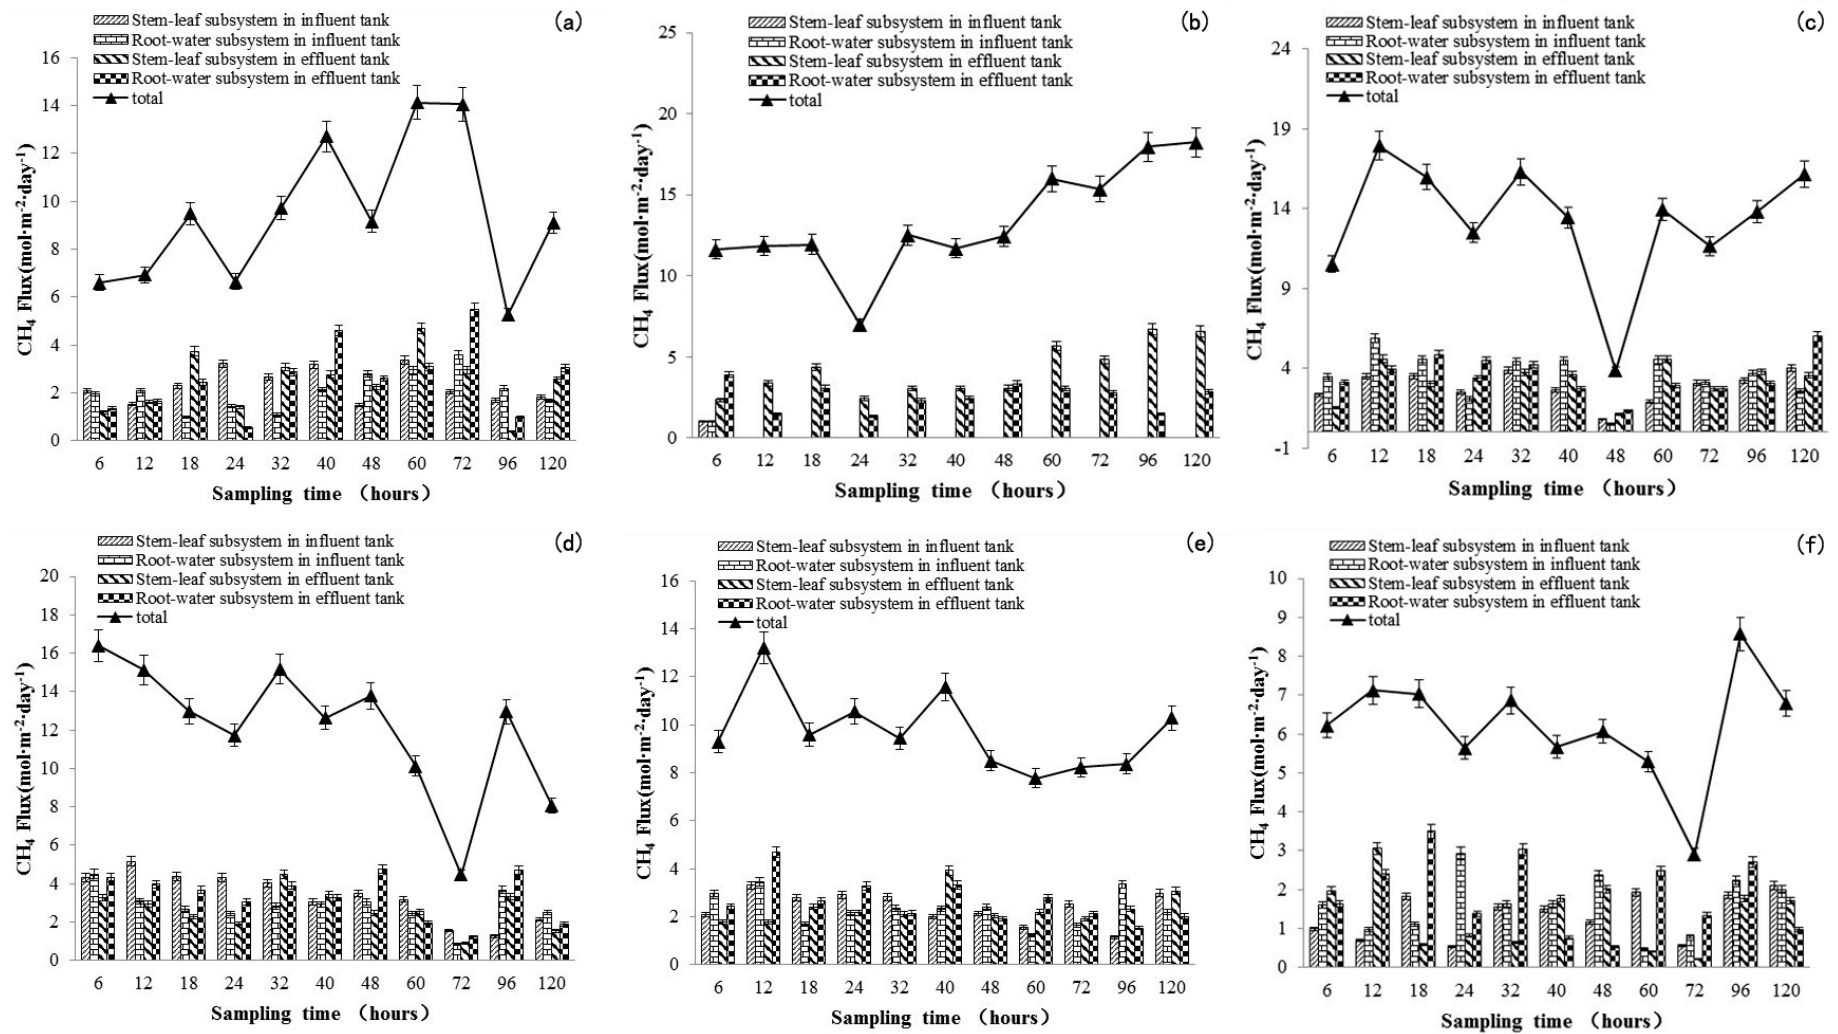 (a)
Stem-leaf subsystem in influent tank
Root-water subsystem in influent tank
Stem-leaf subsystem in effluent tank
Root-water subsystem in effluent tank
total
CH₄ Flux(mol·m⁻²·day⁻¹)
16
14
12
10
8
6
4
2
0
6 12 18 24 32 40 48 60 72 96 120
Sampling time （hours）
(b)
Stem-leaf subsystem in influent tank
Root-water subsystem in influent tank
Stem-leaf subsystem in effluent tank
Root-water subsystem in effluent tank
total
CH₄ Flux(mol·m⁻²·day⁻¹)
25
20
15
10
5
0
6 12 18 24 32 40 48 60 72 96 120
Sampling time （hours）
(c)
Stem-leaf subsystem in influent tank
Root-water subsystem in influent tank
Stem-leaf subsystem in effluent tank
Root-water subsystem in effluent tank
total
CH₄ Flux(mol·m⁻²·day⁻¹)
24
19
14
9
4
-1
6 12 18 24 32 40 48 60 72 96 120
Sampling time （hours）
(d)
Stem-leaf subsystem in influent tank
Root-water subsystem in influent tank
Stem-leaf subsystem in effluent tank
Root-water subsystem in effluent tank
total
CH₄ Flux(mol·m⁻²·day⁻¹)
20
18
16
14
12
10
8
6
4
2
0
6 12 18 24 32 40 48 60 72 96 120
Sampling time （hours）
(e)
Stem-leaf subsystem in influent tank
Root-water subsystem in influent tank
Stem-leaf subsystem in effluent tank
Root-water subsystem in effluent tank
total
CH₄ Flux(mol·m⁻²·day⁻¹)
16
14
12
10
8
6
4
2
0
6 12 18 24 32 40 48 60 72 96 120
Sampling time （hours）
(f)
Stem-leaf subsystem in influent tank
Root-water subsystem in influent tank
Stem-leaf subsystem in effluent tank
Root-water subsystem in effluent tank
total
CH₄ Flux(mol·m⁻²·day⁻¹)
10
9
8
7
6
5
4
3
2
1
0
6 12 18 24 32 40 48 60 72 96 120
Sampling time （hours）